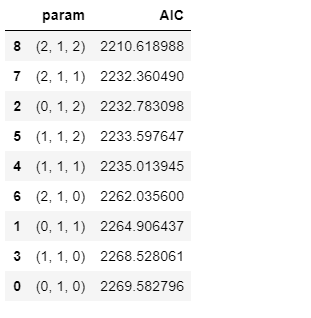 param AIC
8 (2, 1, 2) 2210.618988
7 (2, 1, 1) 2232.360490
2 (0, 1, 2) 2232.783098
5 (1, 1, 2) 2233.597647
4 (1, 1, 1) 2235.013945
6 (2, 1, 0) 2262.035600
1 (0, 1, 1) 2264.906437
3 (1, 1, 0) 2268.528061
0 (0, 1, 0) 2269.582796